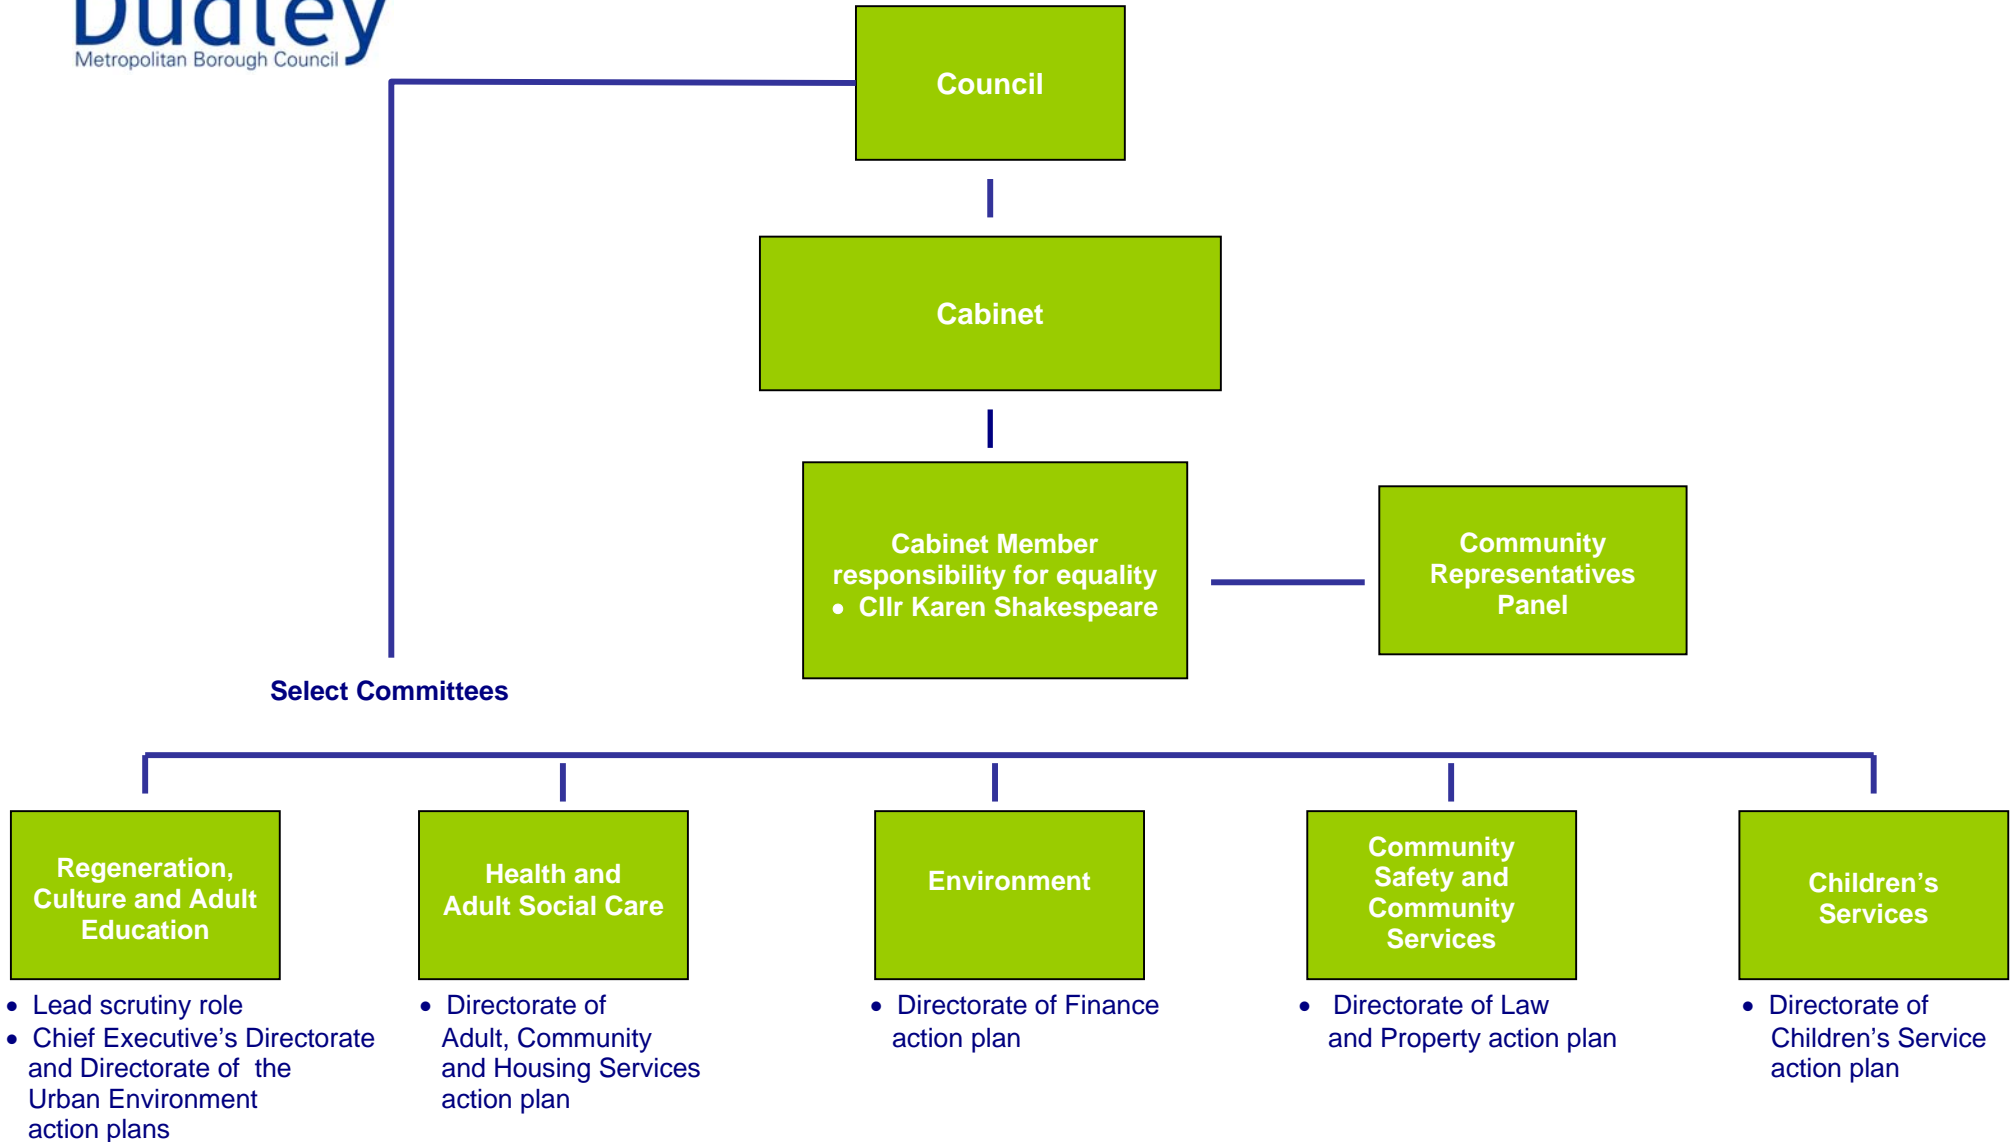 Dudley
Metropolitan Borough Council
Council
Cabinet
Cabinet Member
responsibility for equality
• Cllr Karen Shakespeare
Community
Representatives
Panel
Select Committees
Regeneration,
Culture and Adult
Education
• Lead scrutiny role
• Chief Executive’s Directorate
and Directorate of  the
Urban Environment
action plans
Health and
Adult Social Care
• Directorate of
Adult, Community
and Housing Services
action plan
Environment
• Directorate of Finance
action plan
Community
Safety and
Community
Services
• Directorate of Law
and Property action plan
Children’s
Services
• Directorate of
Children’s Service
action plan